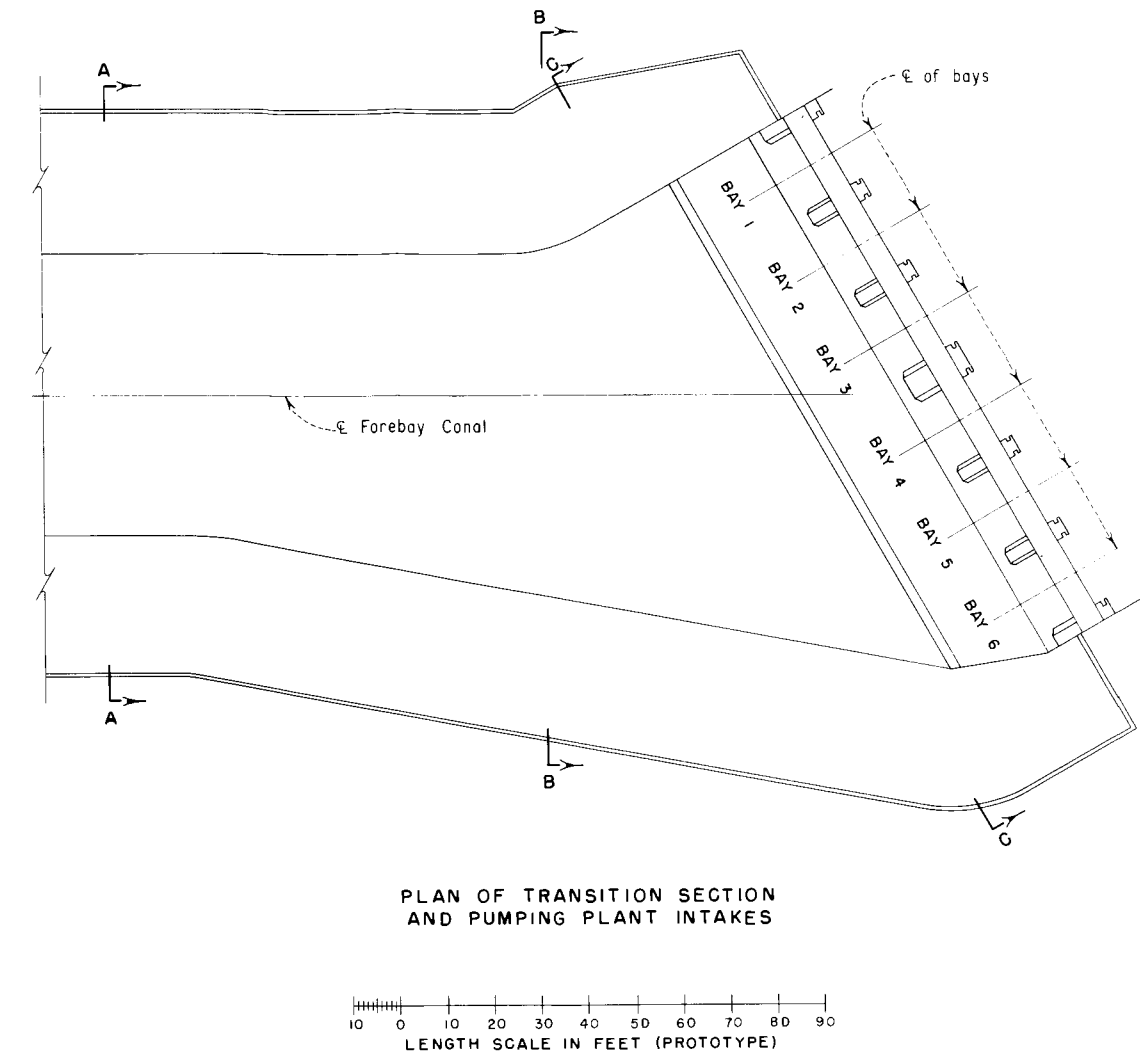 B
A
C
℄ of bays
BAY 1
BAY 2
BAY 3
℄ Forebay Canal
BAY 4
BAY 5
BAY 6
A
B
C
PLAN OF TRANSITION SECTION
AND PUMPING PLANT INTAKES
10 0 10 20 30 40 50 60 70 80 90
LENGTH SCALE IN FEET (PROTOTYPE)